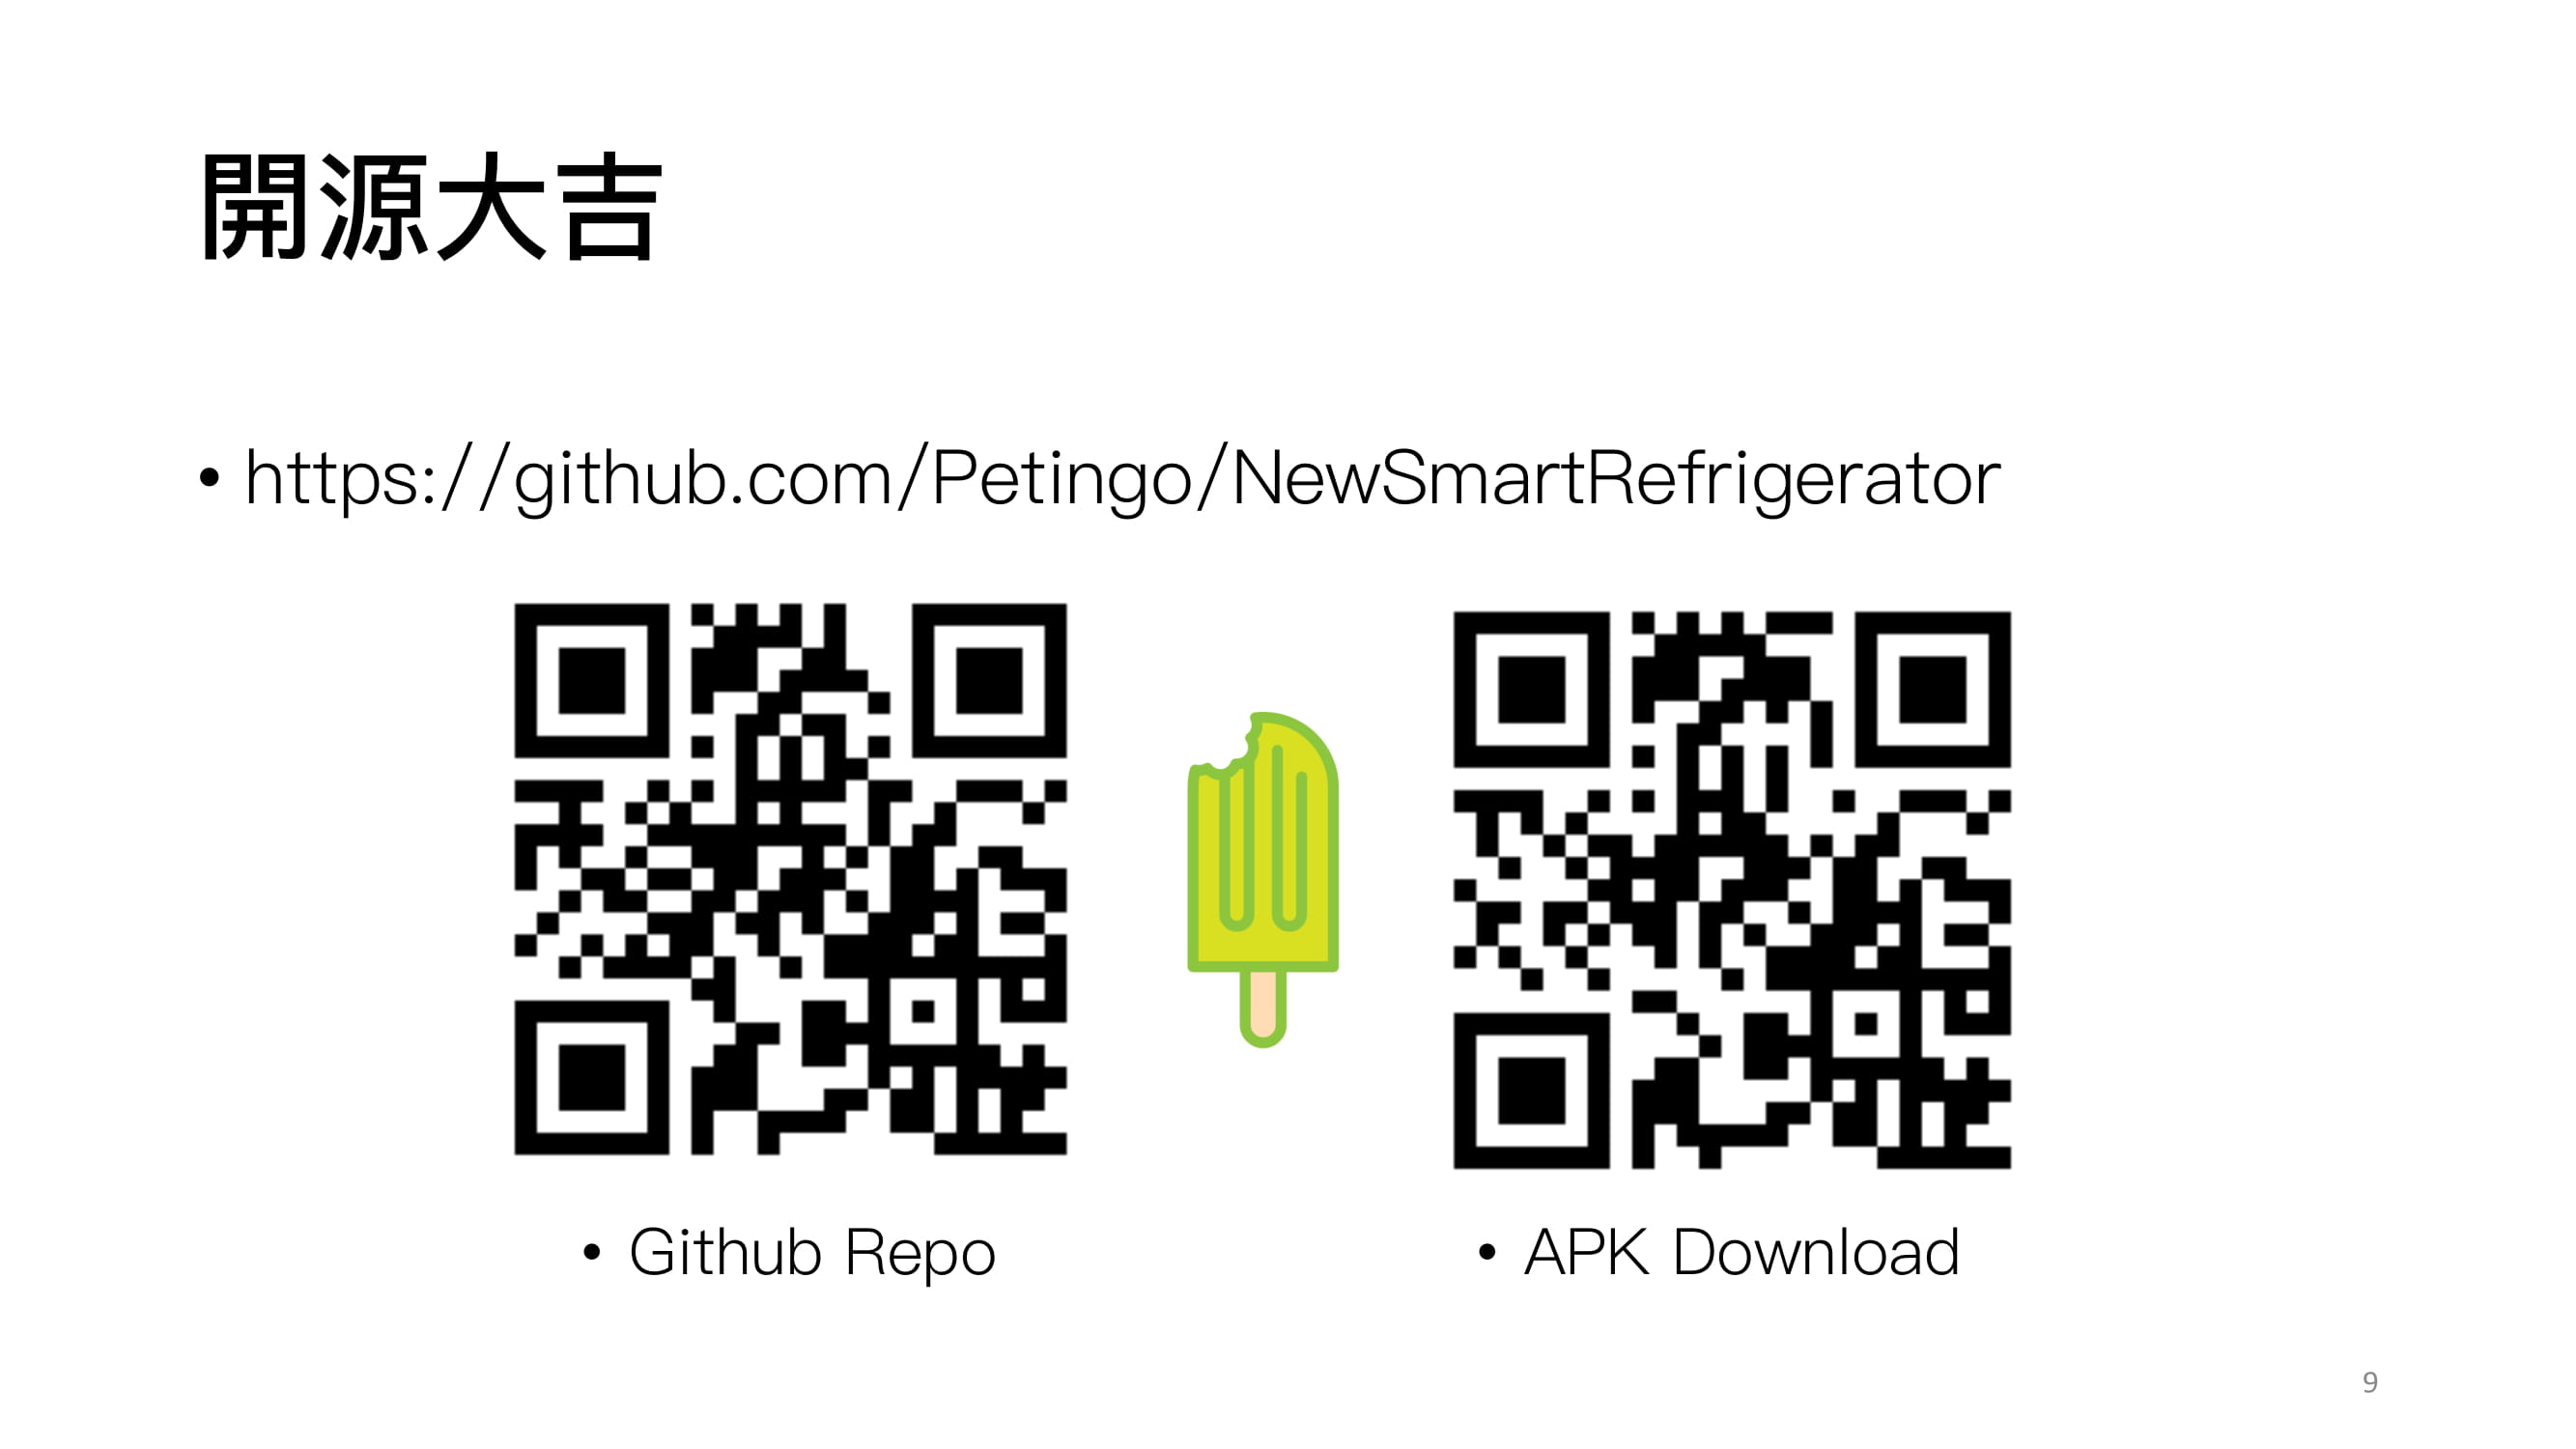 開源大吉
• https://github.com/Petingo/NewSmartRefrigerator
• Github Repo
• APK Download
9